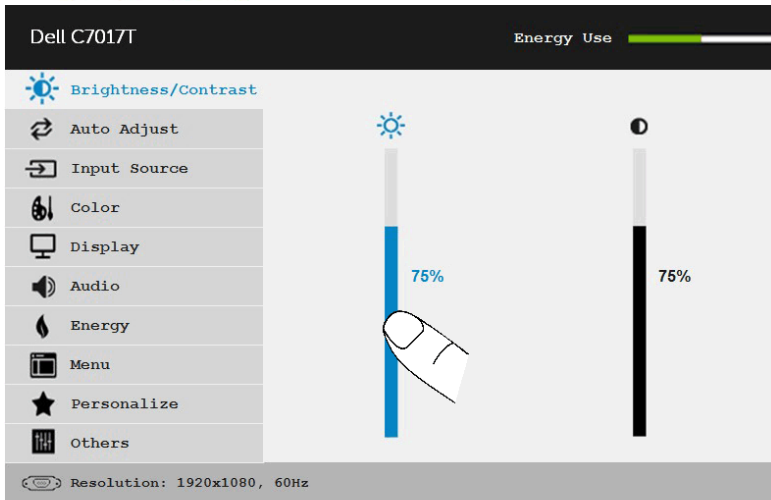 Dell C7017T
Energy Use
Brightness/Contrast
Auto Adjust
Input Source
Color
Display
Audio
Energy
Menu
Personalize
Others
75%
75%
Resolution: 1920x1080, 60Hz